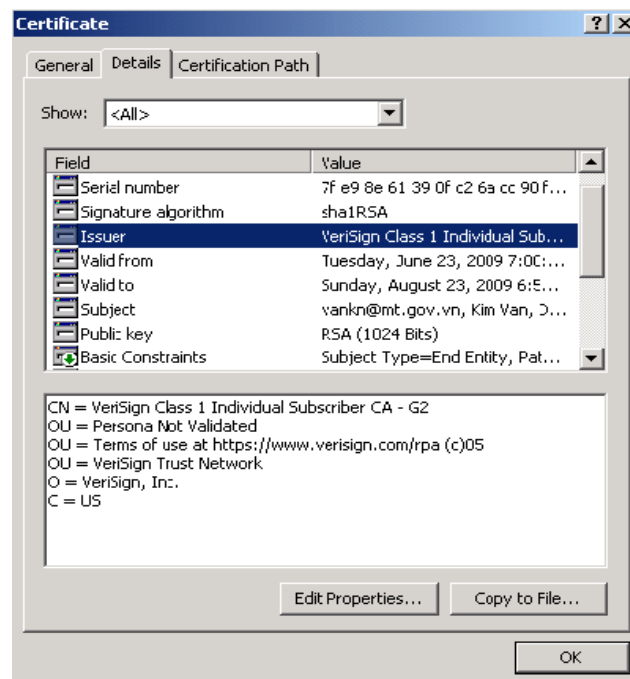 Certificate
General Details Certification Path
Show: <All>
Field Value
Serial number 7f e9 8e 61 39 0f c2 6a cc 90 f...
Signature algorithm sha1RSA
Issuer VeriSign Class 1 Individual Sub...
Valid from Tuesday, June 23, 2009 7:00:...
Valid to Sunday, August 23, 2009 6:5...
Subject vankn@mt.gov.vn, Kim Van, D...
Public key RSA (1024 Bits)
Basic Constraints Subject Type=End Entity, Pat...
CN = VeriSign Class 1 Individual Subscriber CA - G2
OU = Persona Not Validated
OU = Terms of use at https://www.verisign.com/rpa (c)05
OU = VeriSign Trust Network
O = VeriSign, Inc.
C = US
Edit Properties... Copy to File...
OK